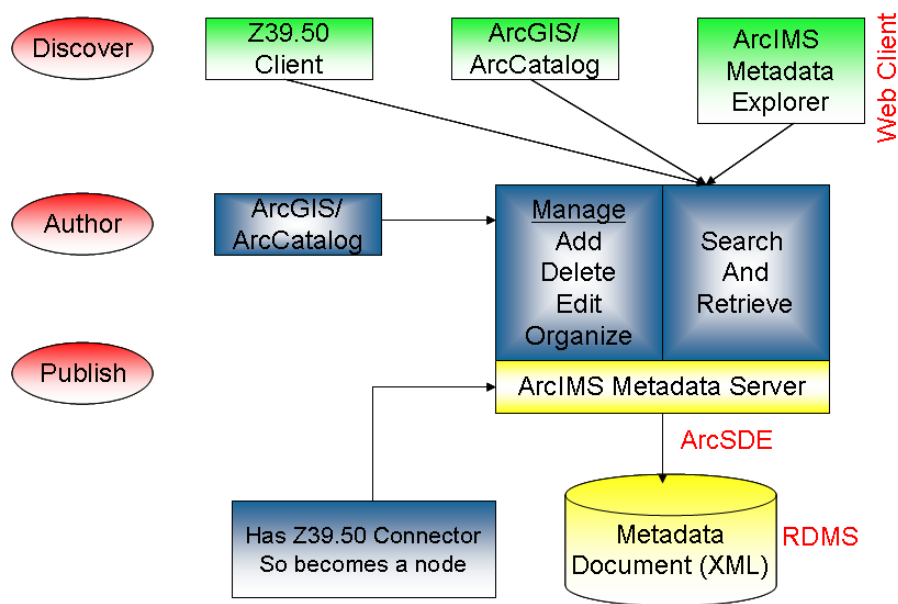 Discover
Z39.50
Client
ArcGIS/
ArcCatalog
ArcIMS
Metadata
Explorer
Web Client
Author
ArcGIS/
ArcCatalog
Manage
Add
Delete
Edit
Organize
Search
And
Retrieve
Publish
ArcIMS Metadata Server
ArcSDE
Has Z39.50 Connector
So becomes a node
Metadata
Document (XML)
RDMS